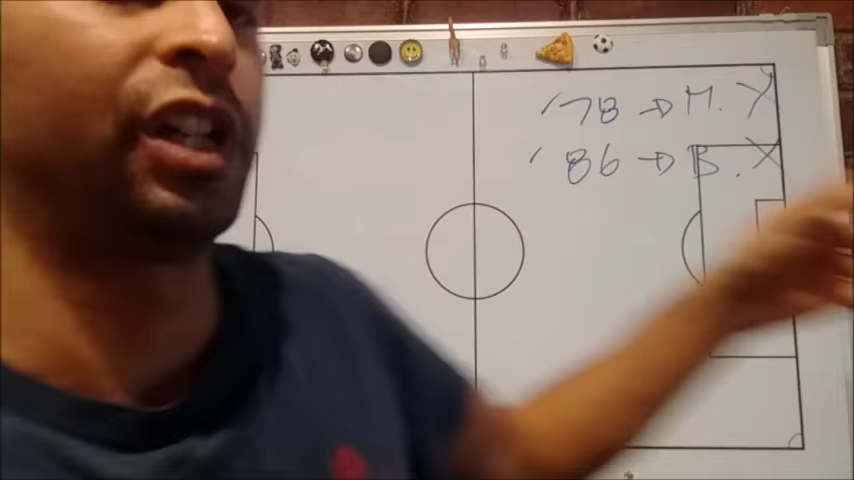 '78 → M. X
'86 → B. X